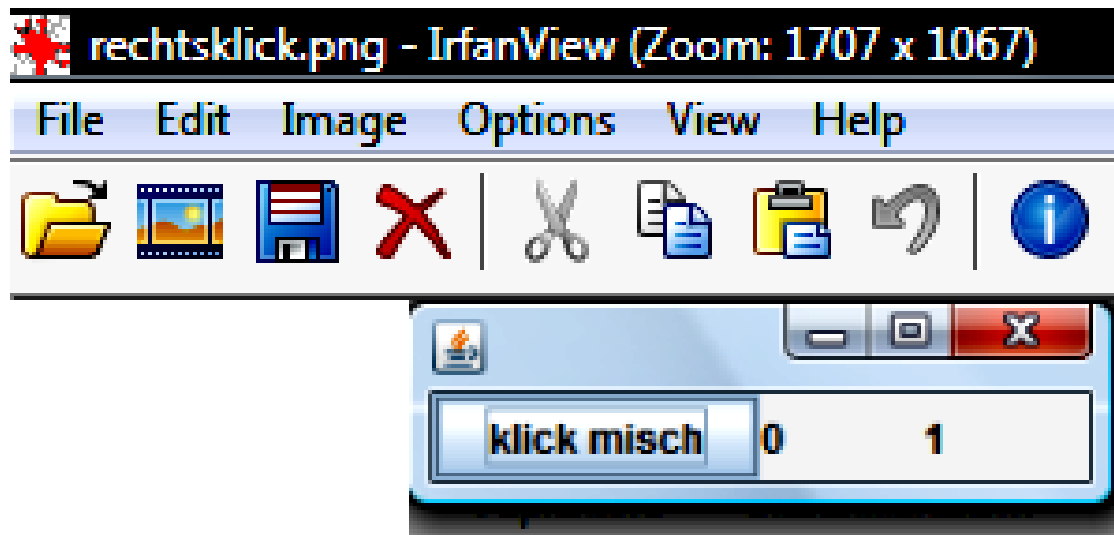 rechtsklick.png - IrfanView (Zoom: 1707 x 1067)
File Edit Image Options View Help
klick misch 0 1